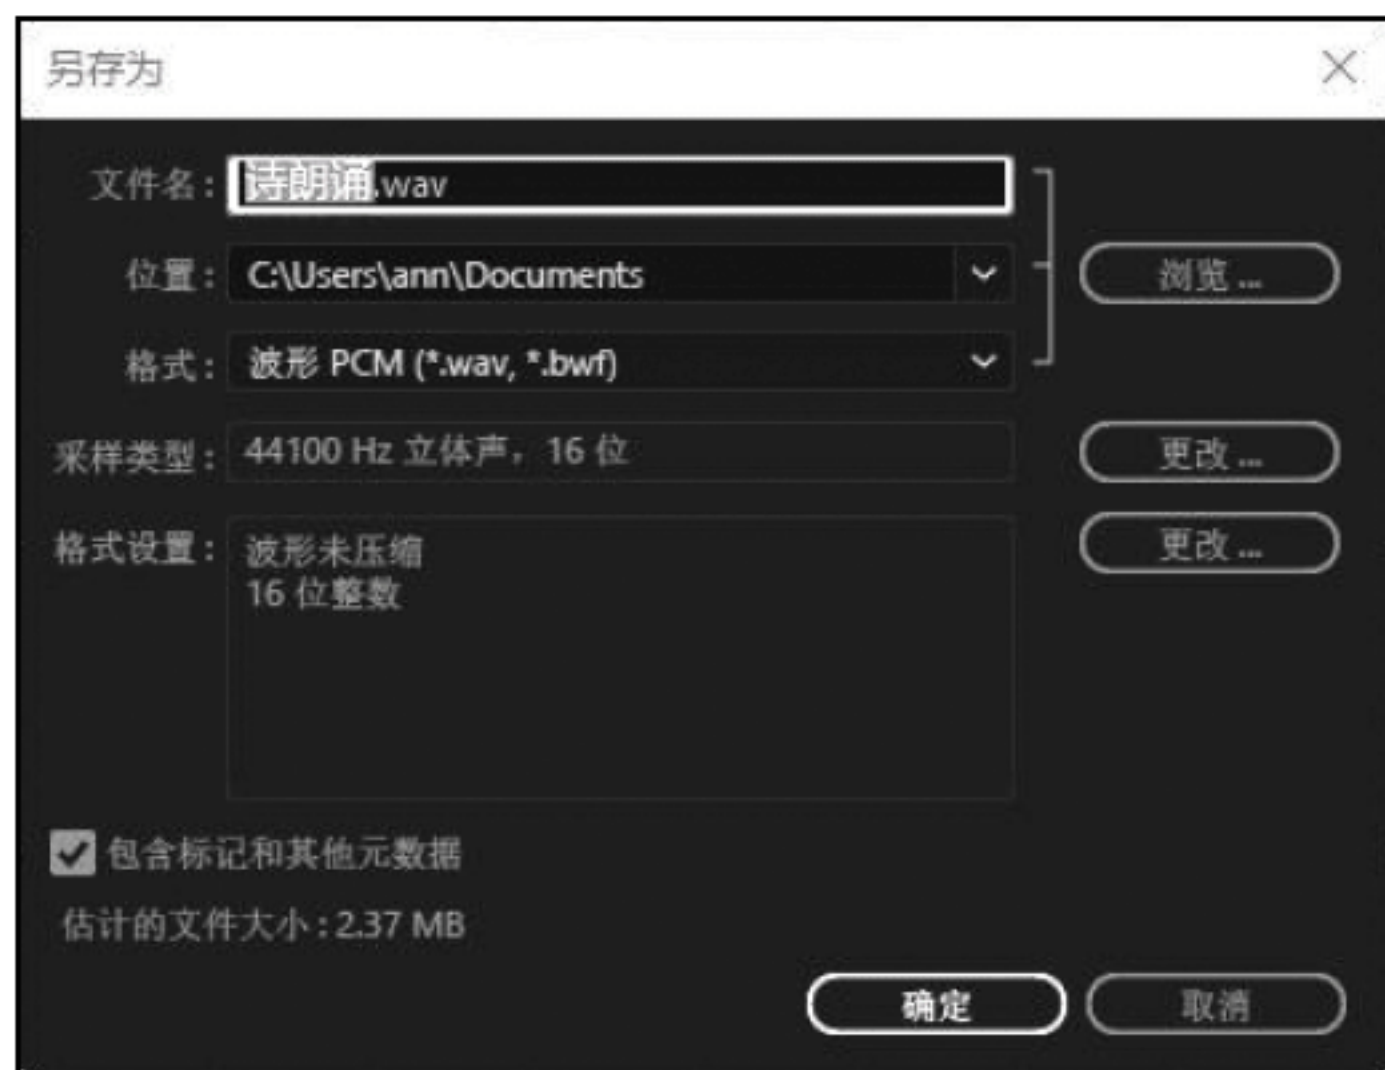 另存为
文件名: 诗朗诵.wav
位置: C:\Users\ann\Documents 浏览...
格式: 波形 PCM (*.wav, *.bwf)
采样类型: 44100 Hz 立体声, 16 位 更改...
格式设置: 波形未压缩 更改...
16 位整数
包含标记和其他元数据
估计的文件大小: 2.37 MB
确定 取消